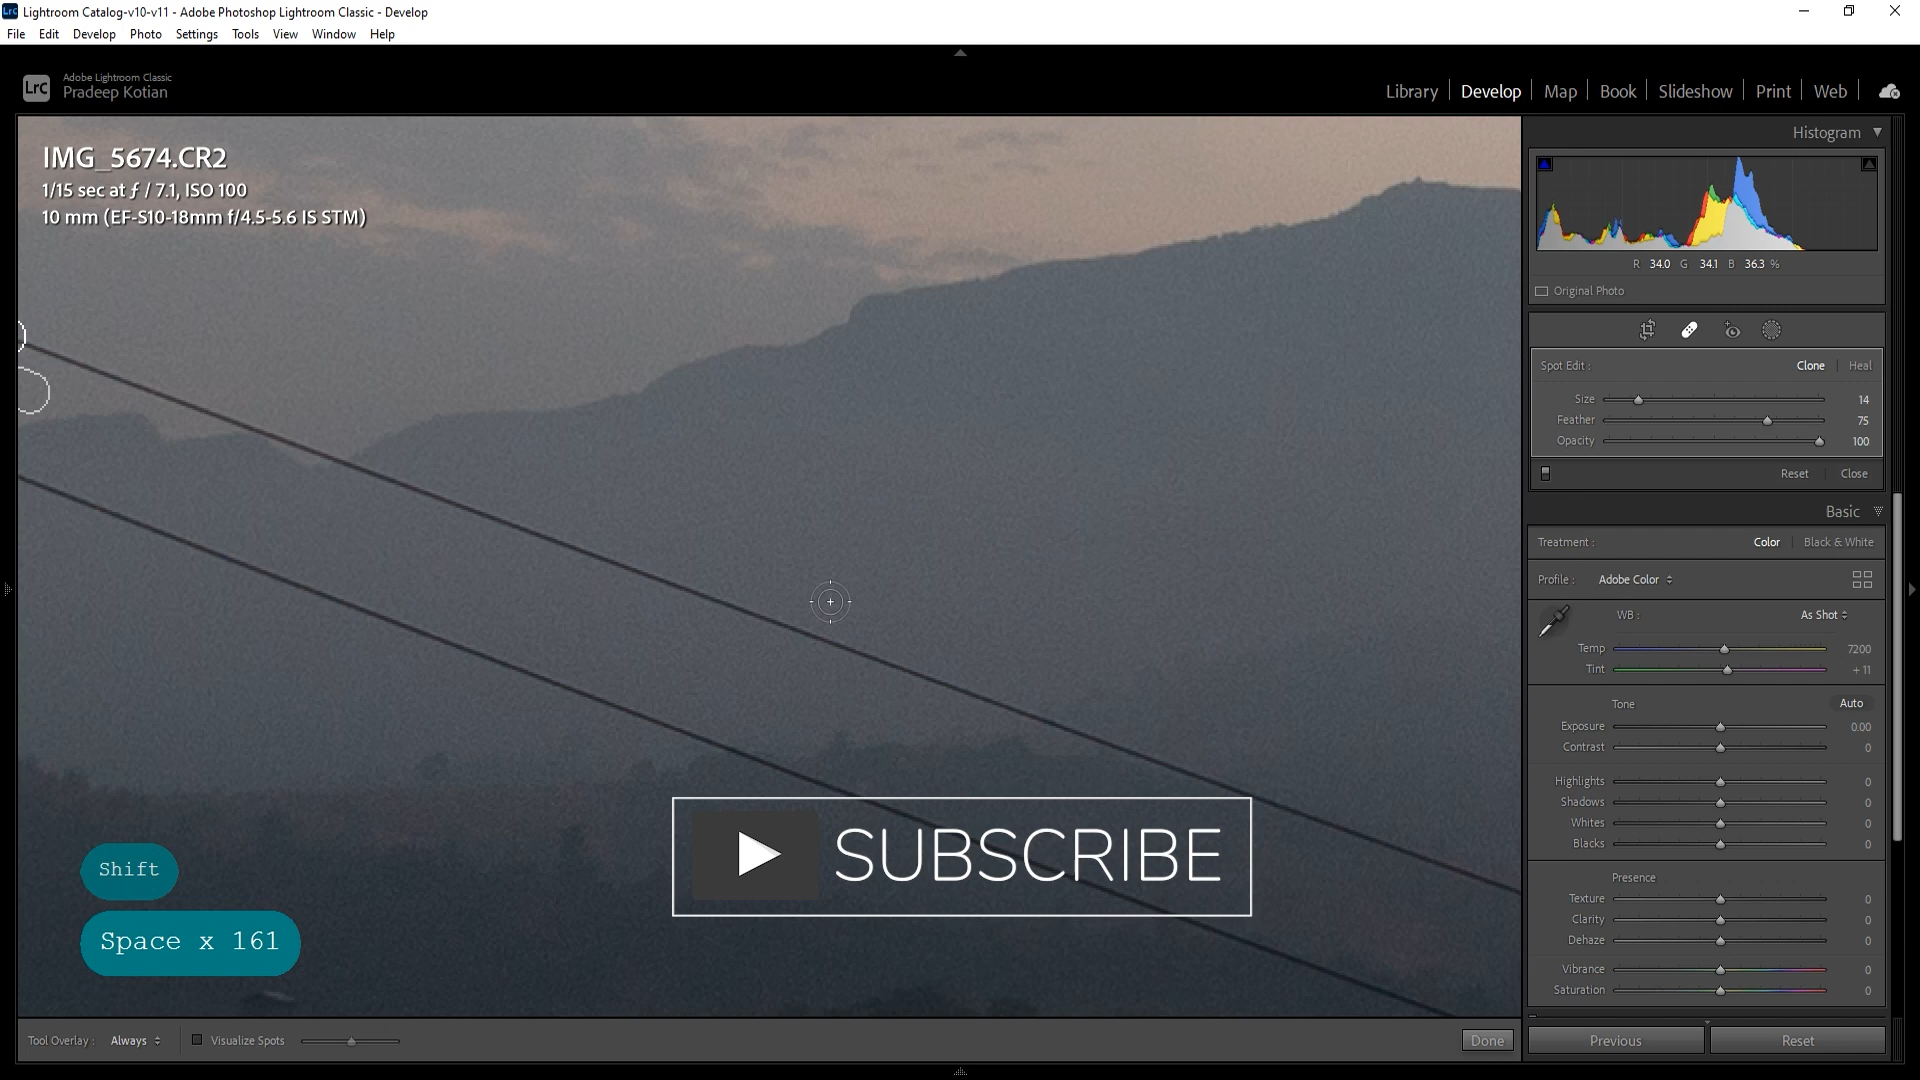 Lrc Lightroom Catalog-v10-v11 - Adobe Photoshop Lightroom Classic - Develop
File Edit Develop Photo Settings Tools View Window Help
LrC
Adobe Lightroom Classic
Pradeep Kotian
Library Develop Map Book Slideshow Print Web
IMG_5674.CR2
1/15 sec at ƒ / 7.1, ISO 100
10 mm (EF-S10-18mm f/4.5-5.6 IS STM)
Histogram
R 34.0 G 34.1 B 36.3 %
Original Photo
Spot Edit : Clone Heal
Size 14
Feather 75
Opacity 100
Reset Close
Basic
Treatment : Color Black & White
Profile : Adobe Color
WB : As Shot
Temp 7200
Tint + 11
Tone Auto
Exposure 0.00
Contrast 0
Highlights 0
Shadows 0
Whites 0
Blacks 0
Presence
Texture 0
Clarity 0
Dehaze 0
Vibrance 0
Saturation 0
Previous Reset
SUBSCRIBE
Shift
Space x 161
Tool Overlay : Always Visualize Spots Done